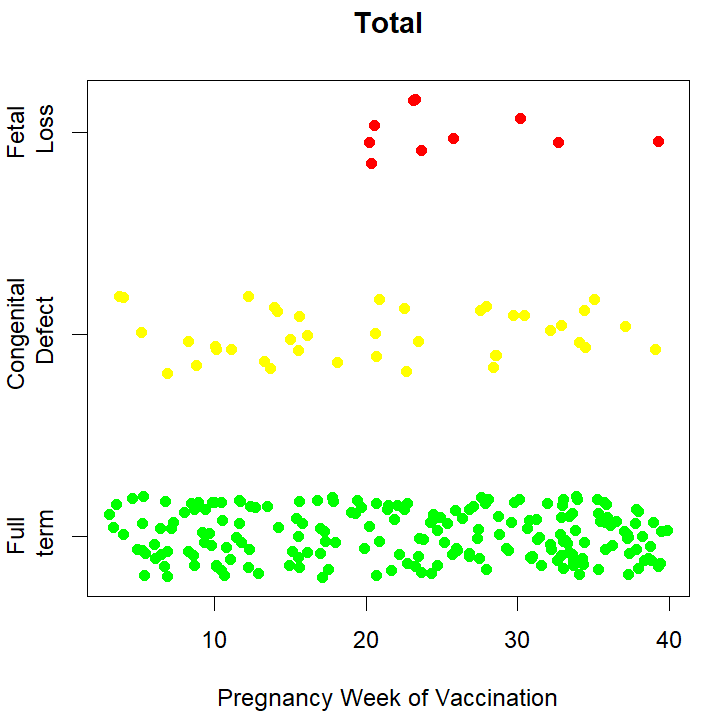 Total
Fetal
Loss
Congenital
Defect
Full
term
10 20 30 40
Pregnancy Week of Vaccination